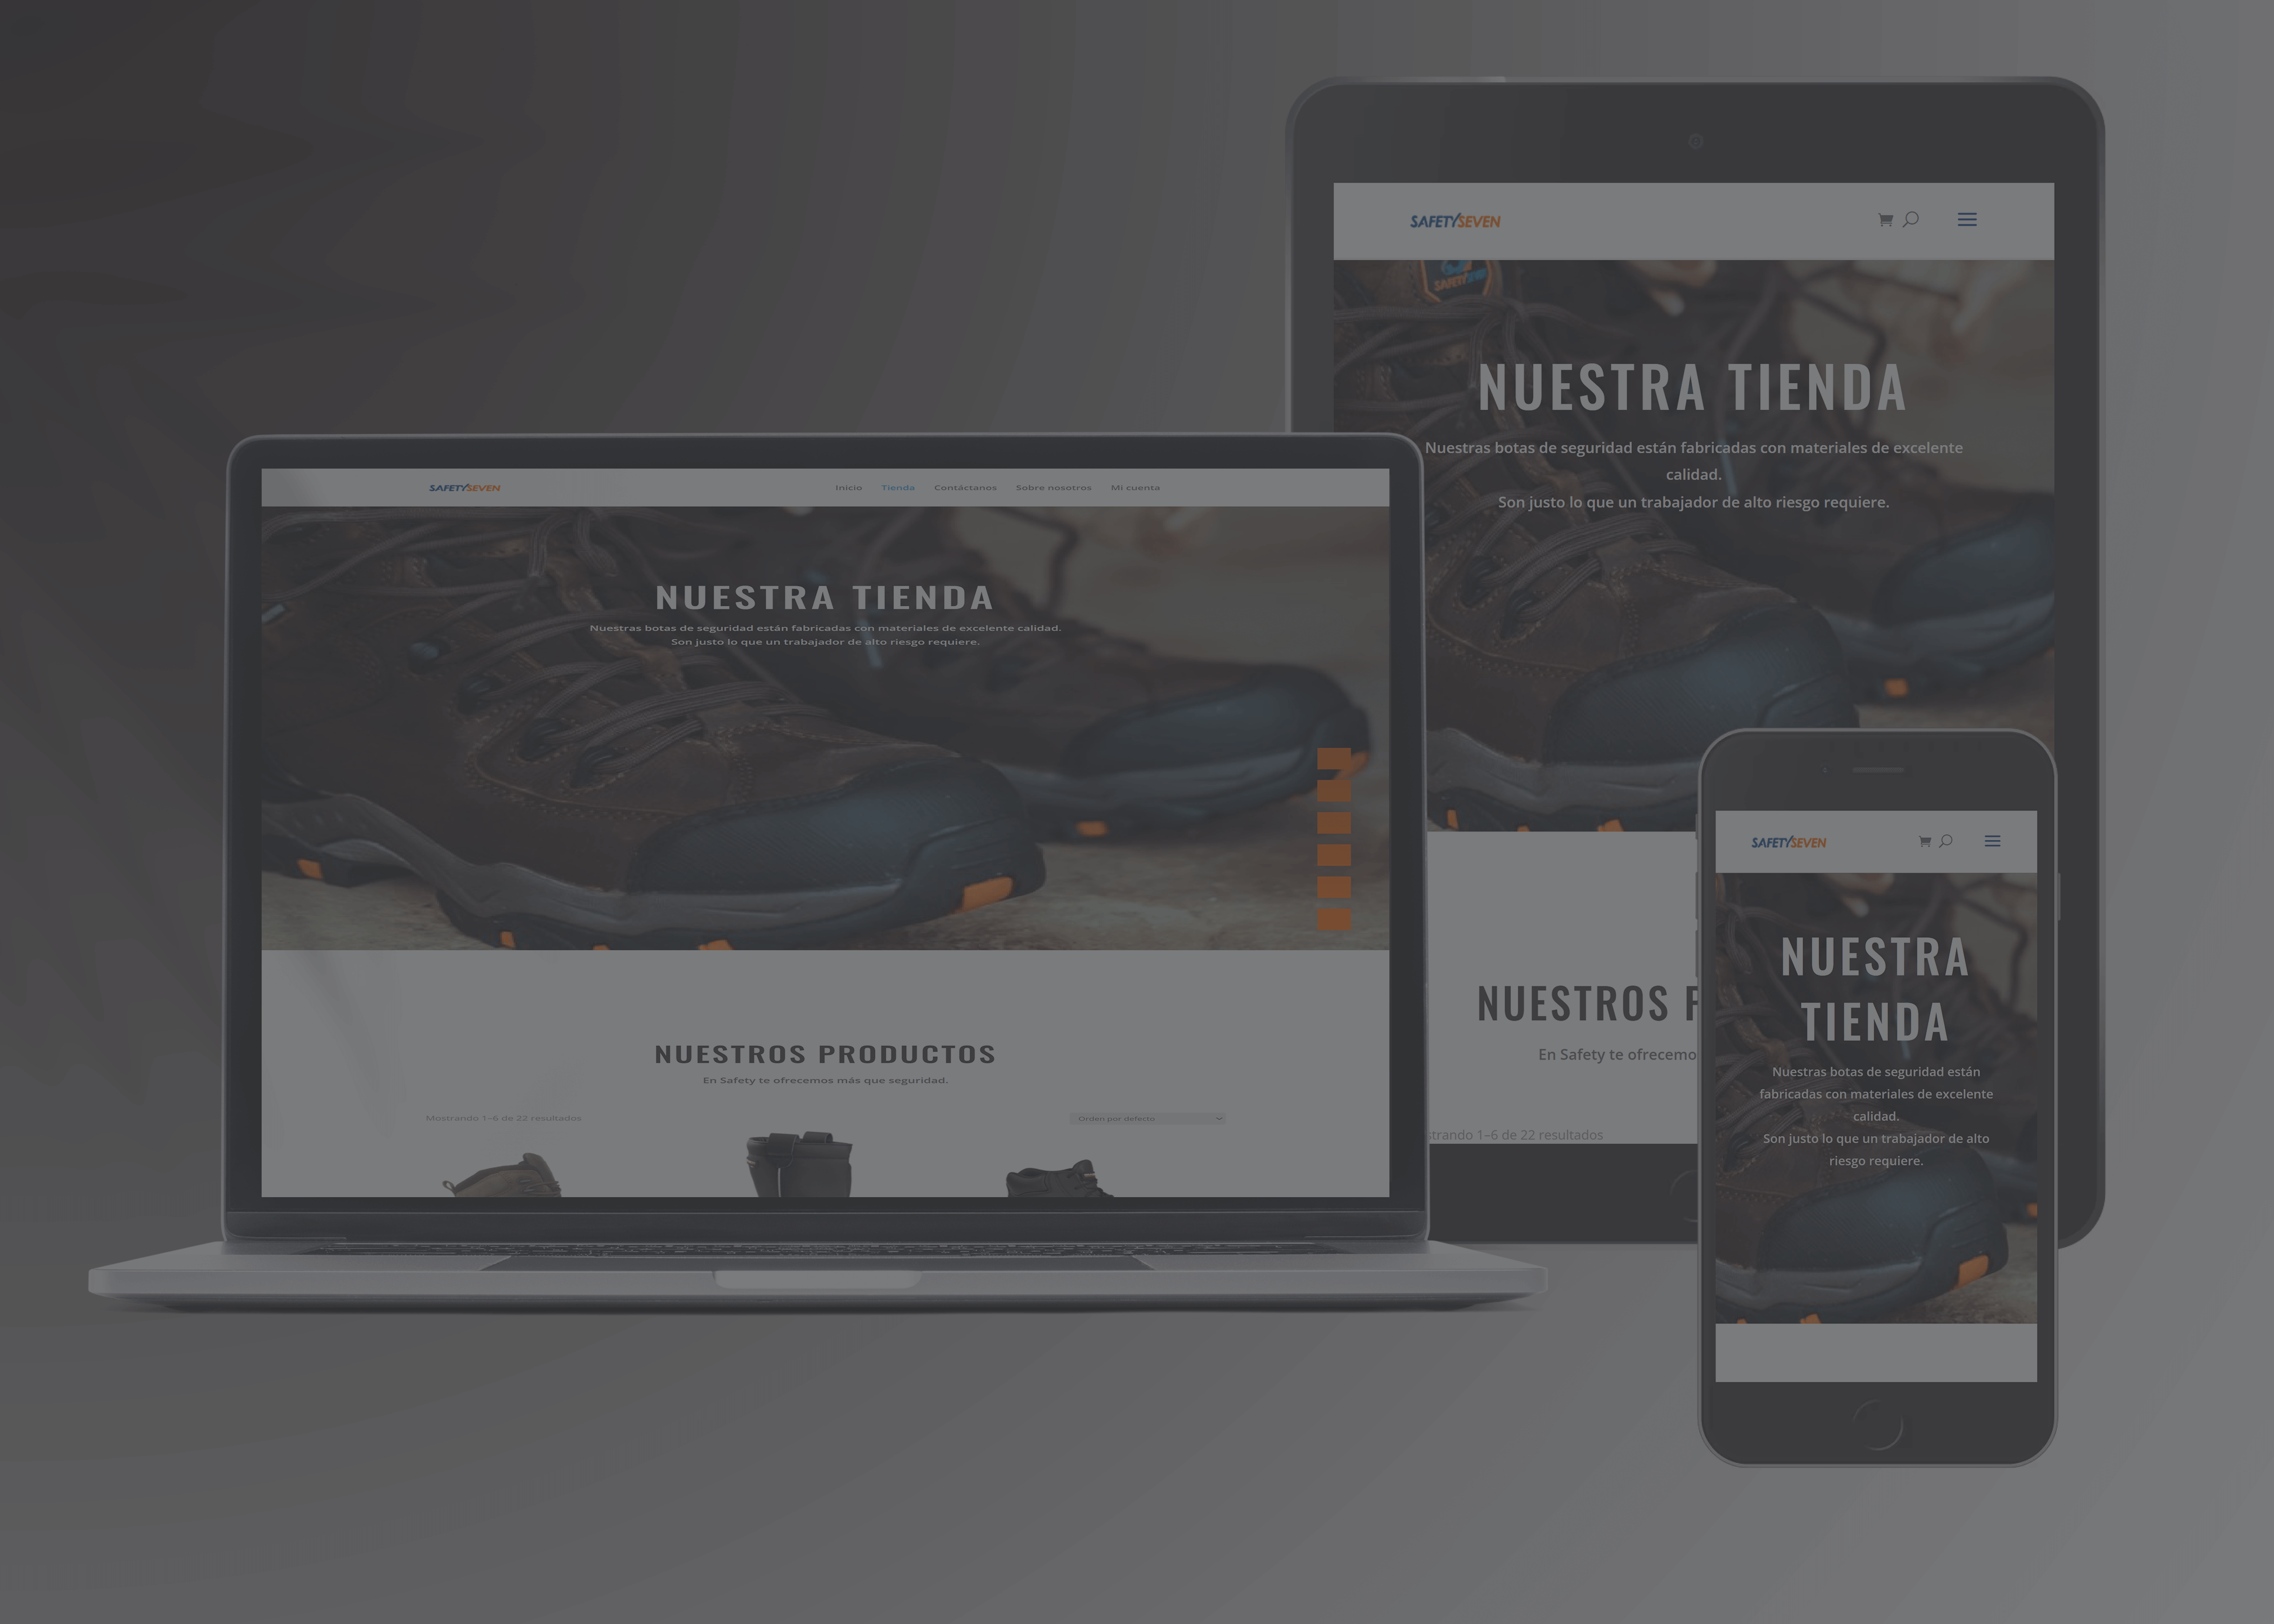 SAFETYSEVEN
Inicio Tienda Contáctanos Sobre nosotros Mi cuenta
NUESTRA TIENDA
Nuestras botas de seguridad están fabricadas con materiales de excelente calidad.
Son justo lo que un trabajador de alto riesgo requiere.
NUESTROS PRODUCTOS
En Safety te ofrecemos más que seguridad.
Mostrando 1–6 de 22 resultados
Orden por defecto
SAFETYSEVEN
SAFETYSEVEN
NUESTRA TIENDA
Nuestras botas de seguridad están fabricadas con materiales de excelente
calidad.
Son justo lo que un trabajador de alto riesgo requiere.
NUESTROS P
En Safety te ofrecemo
strando 1–6 de 22 resultados
SAFETYSEVEN
NUESTRA
TIENDA
Nuestras botas de seguridad están
fabricadas con materiales de excelente
calidad.
Son justo lo que un trabajador de alto
riesgo requiere.